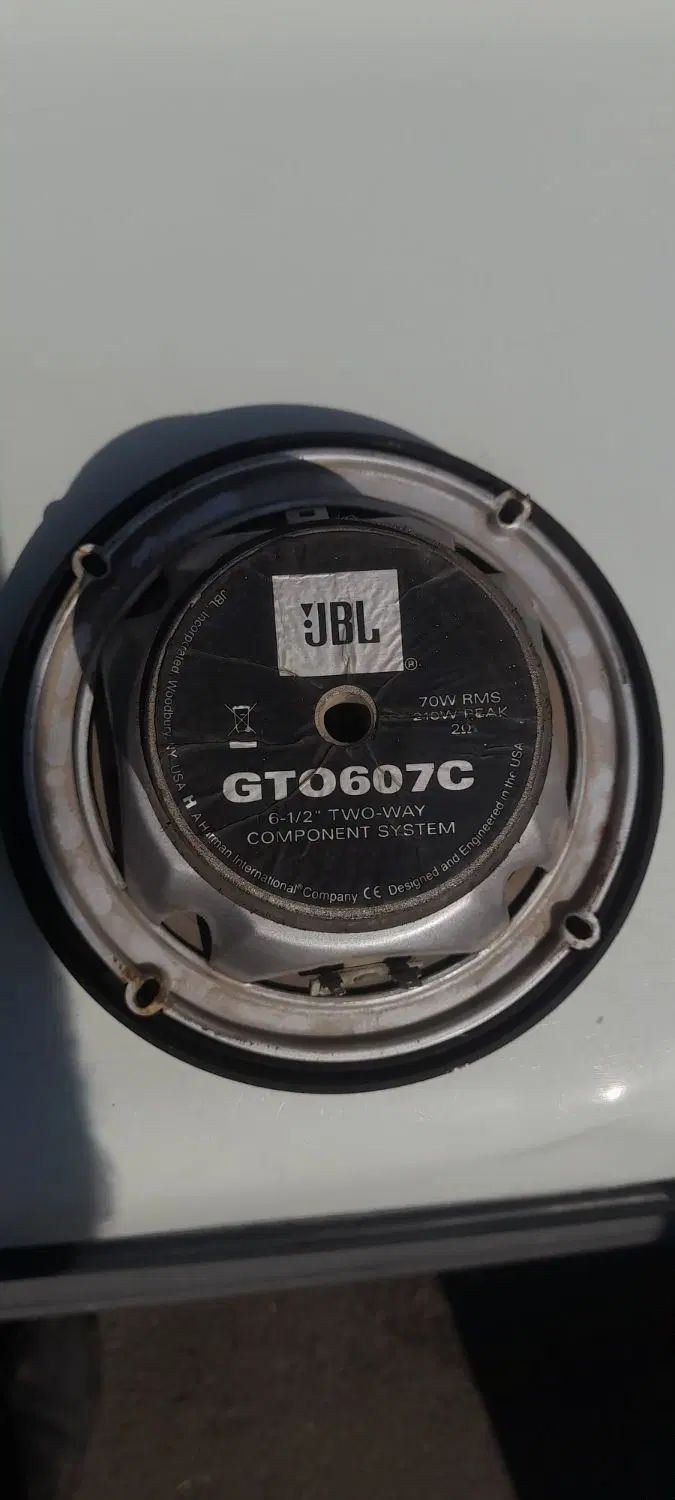 JBL
®
70W RMS
210W PEAK
2Ω
GTO607C
6-1/2" TWO-WAY
COMPONENT SYSTEM
JBL, Incorporated, Woodbury, NY USA H A Harman International® Company CE Designed and Engineered in the USA